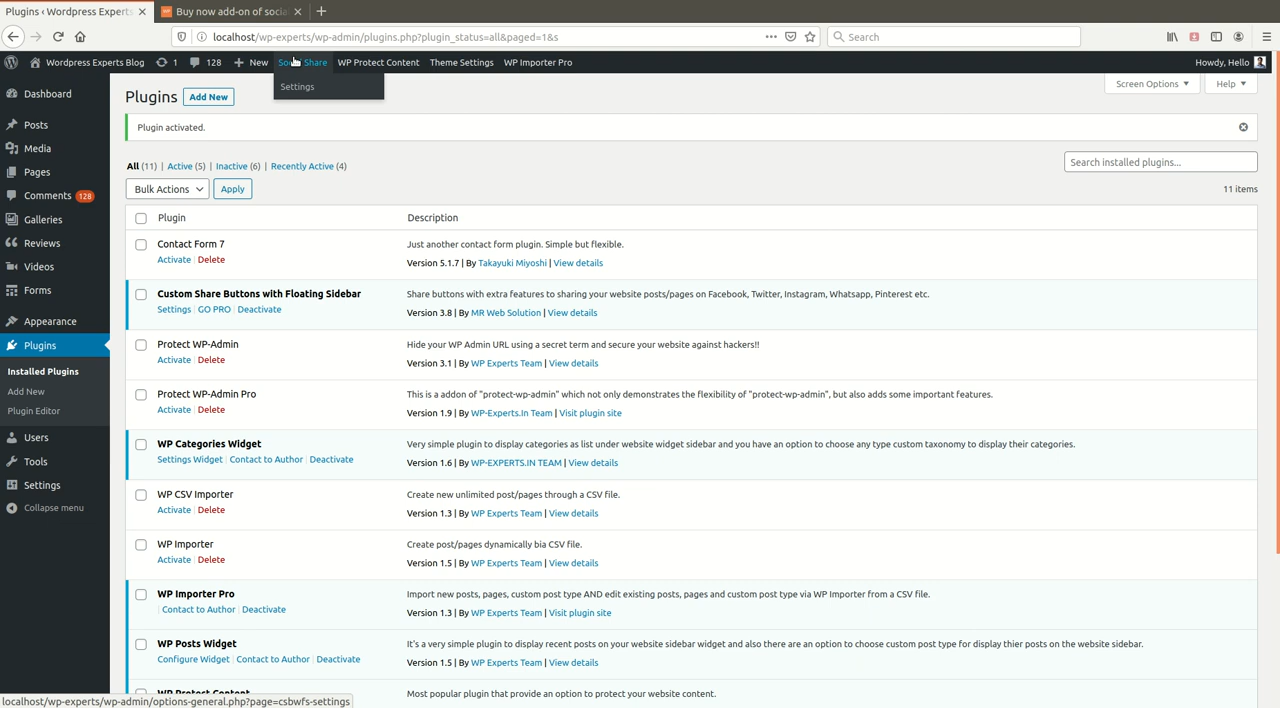 Plugins ‹ Wordpress Experts
Buy now add-on of social
localhost/wp-experts/wp-admin/plugins.php?plugin_status=all&paged=1&s
Search
Wordpress Experts Blog 1 128 New Social Share WP Protect Content Theme Settings WP Importer Pro Howdy, Hello
Settings
Dashboard
Posts
Media
Pages
Comments 128
Galleries
Reviews
Videos
Forms
Appearance
Plugins
Installed Plugins
Add New
Plugin Editor
Users
Tools
Settings
Collapse menu
Plugins Add New
Screen Options Help
Plugin activated.
All (11) | Active (5) | Inactive (6) | Recently Active (4)
Search installed plugins...
Bulk Actions Apply
11 items
Plugin Description
Contact Form 7
Activate | Delete
Just another contact form plugin. Simple but flexible.
Version 5.1.7 | By Takayuki Miyoshi | View details
Custom Share Buttons with Floating Sidebar
Settings | GO PRO | Deactivate
Share buttons with extra features to sharing your website posts/pages on Facebook, Twitter, Instagram, Whatsapp, Pinterest etc.
Version 3.8 | By MR Web Solution | View details
Protect WP-Admin
Activate | Delete
Hide your WP Admin URL using a secret term and secure your website against hackers!!
Version 3.1 | By WP Experts Team | View details
Protect WP-Admin Pro
Activate | Delete
This is a addon of "protect-wp-admin" which not only demonstrates the flexibility of "protect-wp-admin", but also adds some important features.
Version 1.9 | By WP-Experts.In Team | Visit plugin site
WP Categories Widget
Settings Widget | Contact to Author | Deactivate
Very simple plugin to display categories as list under website widget sidebar and you have an option to choose any type custom taxonomy to display their categories.
Version 1.6 | By WP-EXPERTS.IN TEAM | View details
WP CSV Importer
Activate | Delete
Create new unlimited post/pages through a CSV file.
Version 1.3 | By WP Experts Team | View details
WP Importer
Activate | Delete
Create post/pages dynamically bia CSV file.
Version 1.5 | By WP Experts Team | View details
WP Importer Pro
| Contact to Author | Deactivate
Import new posts, pages, custom post type AND edit existing posts, pages and custom post type via WP Importer from a CSV file.
Version 1.3 | By WP Experts Team | Visit plugin site
WP Posts Widget
Configure Widget | Contact to Author | Deactivate
It's a very simple plugin to display recent posts on your website sidebar widget and also there are an option to choose custom post type for display thier posts on the website sidebar.
Version 1.5 | By WP Experts Team | View details
WP Protect Content
Most popular plugin that provide an option to protect your website content.
localhost/wp-experts/wp-admin/options-general.php?page=csbwfs-settings